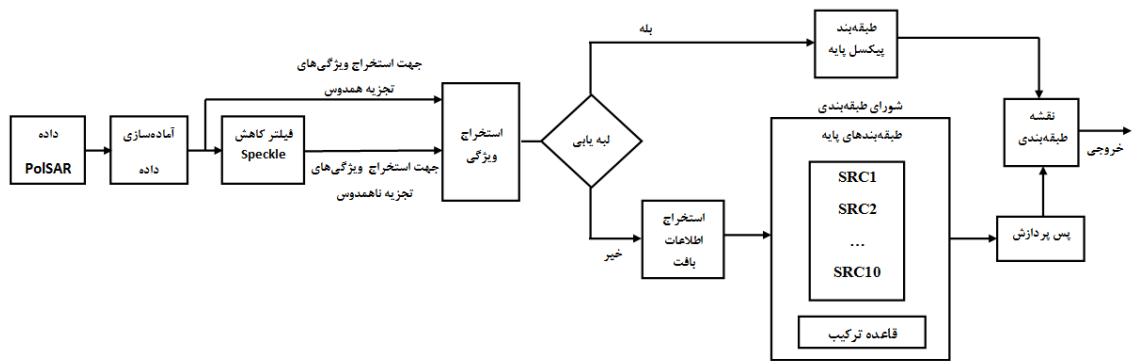 داده
PolSAR
آماده‌سازی
داده
فیلتر کاهش
Speckle
جهت استخراج ویژگی‌های
تجزیه همدوس
جهت استخراج ویژگی‌های
تجزیه ناهمدوس
استخراج
ویژگی
لبه یابی
بله
خیر
طبقه‌بند
پیکسل پایه
استخراج
اطلاعات
بافت
شورای طبقه‌بندی
طبقه‌بندهای پایه
SRC1
SRC2
...
SRC10
قاعده ترکیب
پس پردازش
نقشه
طبقه‌بندی
خروجی